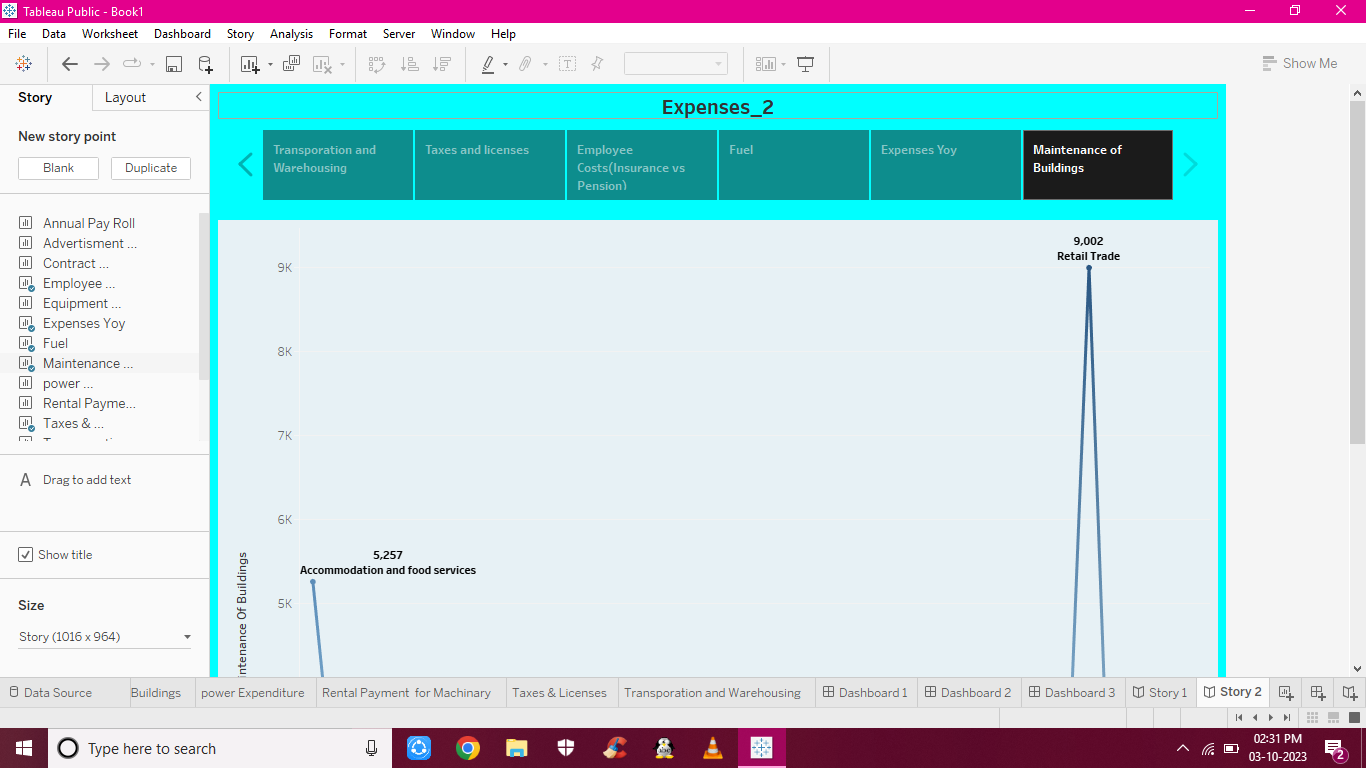 Tableau Public - Book1
File Data Worksheet Dashboard Story Analysis Format Server Window Help
Show Me
Story Layout
New story point
Blank Duplicate
Annual Pay Roll
Advertisment ...
Contract ...
Employee ...
Equipment ...
Expenses Yoy
Fuel
Maintenance ...
power ...
Rental Payme...
Taxes & ...
A Drag to add text
Show title
Size
Story (1016 x 964)
Expenses_2
Transporation and
Warehousing
Taxes and licenses
Employee
Costs(Insurance vs
Pension)
Fuel
Expenses Yoy
Maintenance of
Buildings
9,002
Retail Trade
9K
8K
7K
6K
5K
5,257
Accommodation and food services
ntenance Of Buildings
Data Source Buildings power Expenditure Rental Payment for Machinary Taxes & Licenses Transporation and Warehousing Dashboard 1 Dashboard 2 Dashboard 3 Story 1 Story 2
Type here to search
02:31 PM
03-10-2023
2